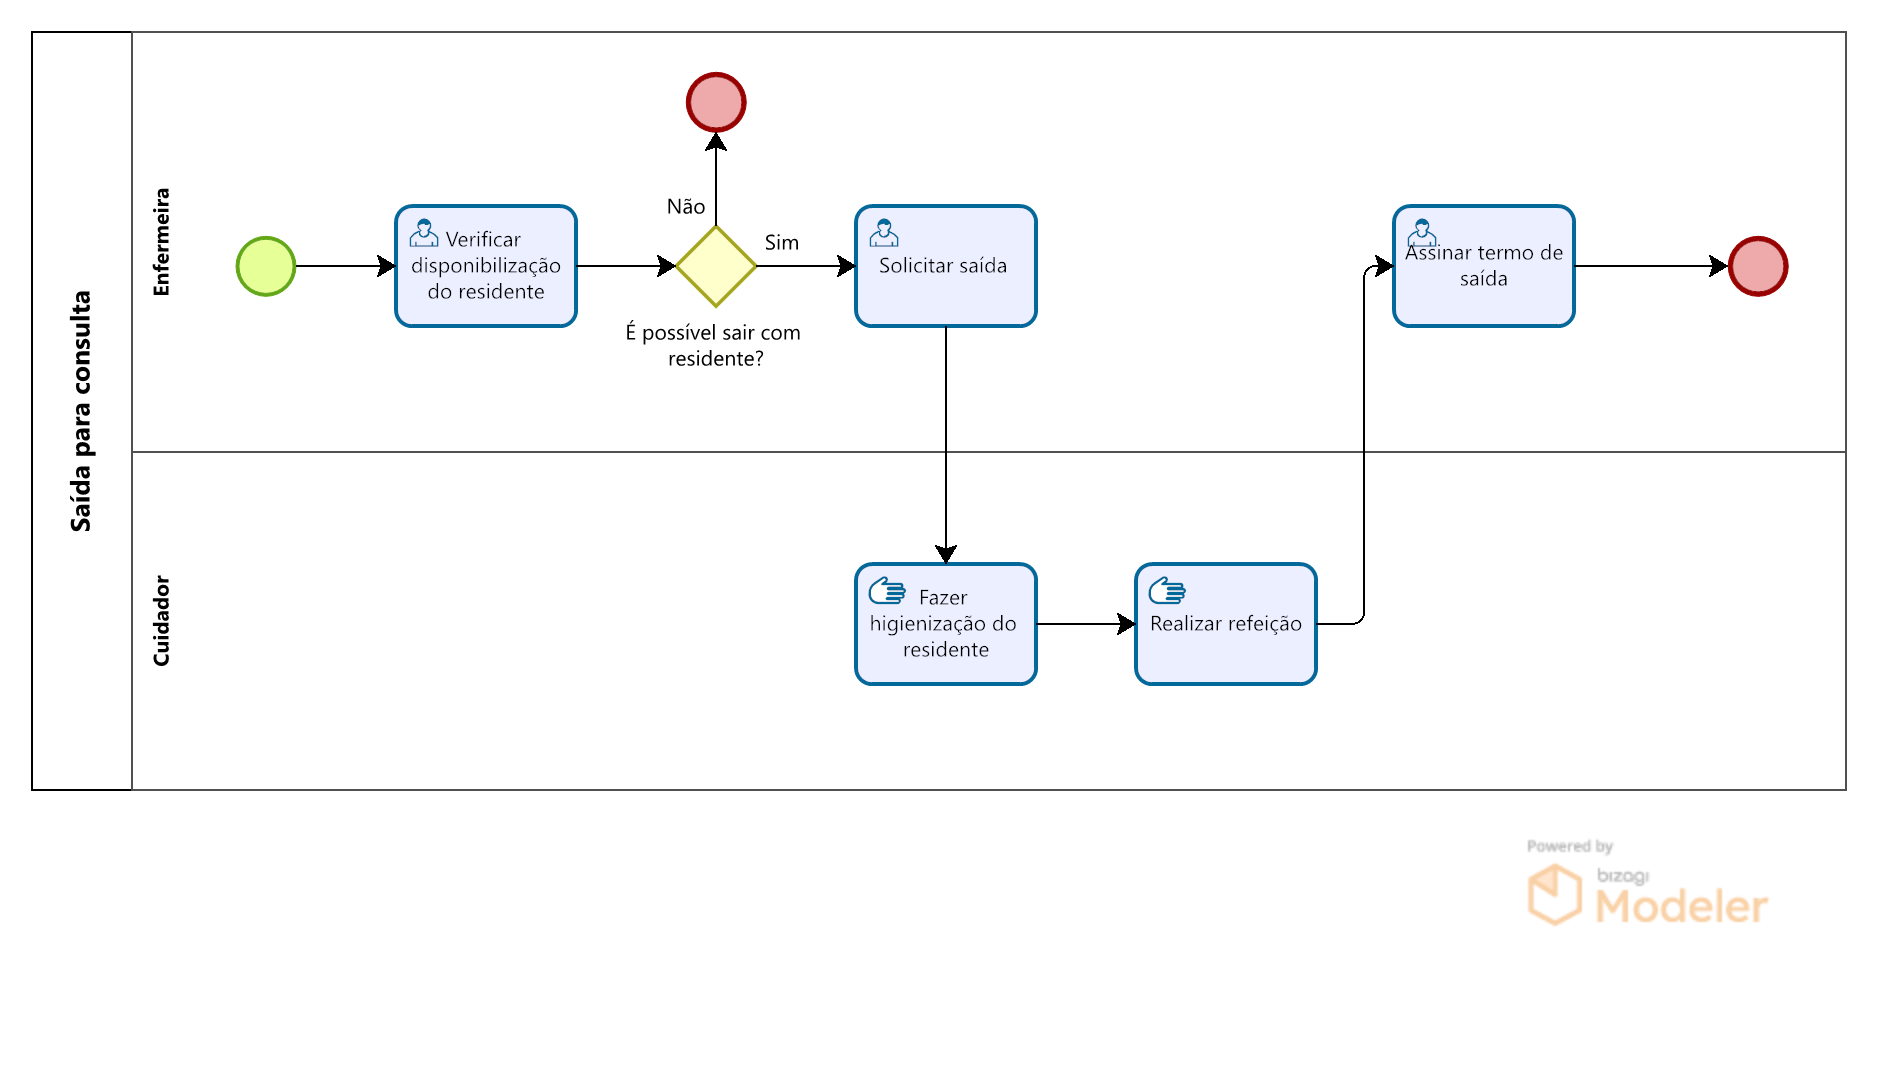 Saída para consulta
Enfermeira
Verificar
disponibilização
do residente
Não
Sim
É possível sair com
residente?
Solicitar saída
Assinar termo de
saída
Cuidador
Fazer
higienização do
residente
Realizar refeição
Powered by
bizagi
Modeler